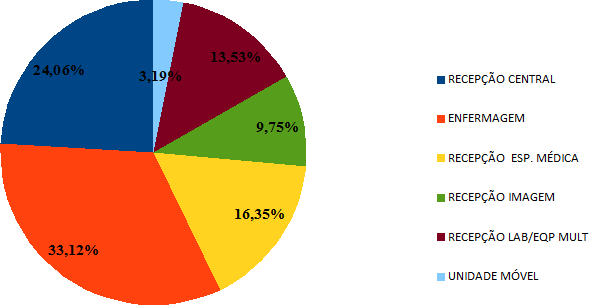 24,06%
3,19%
13,53%
9,75%
16,35%
33,12%
RECEPÇÃO CENTRAL
ENFERMAGEM
RECEPÇÃO  ESP. MÉDICA
RECEPÇÃO IMAGEM
RECEPÇÃO LAB/EQP MULT
UNIDADE MÓVEL